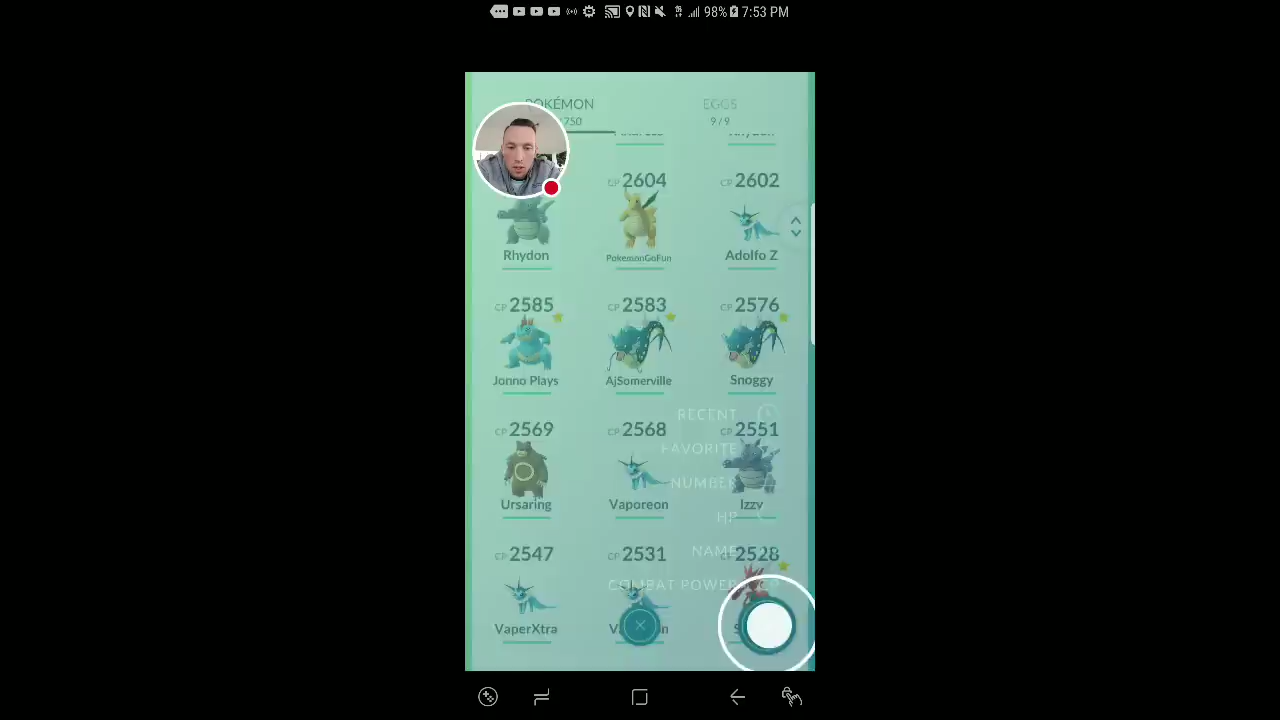 98% 7:53 PM
POKÉMON EGGS
750 9/9
CP 2604 CP 2602
Rhydon PokemonGoFun Adolfo Z
CP 2585 CP 2583 CP 2576
Jonno Plays AjSomerville Snoggy
RECENT
CP 2569 CP 2568 CP 2551
FAVORITE
NUMBER
Ursaring Vaporeon Izzy
HP
NAME
CP 2547 CP 2531 CP 2528
COMBAT POWER CP
VaperXtra